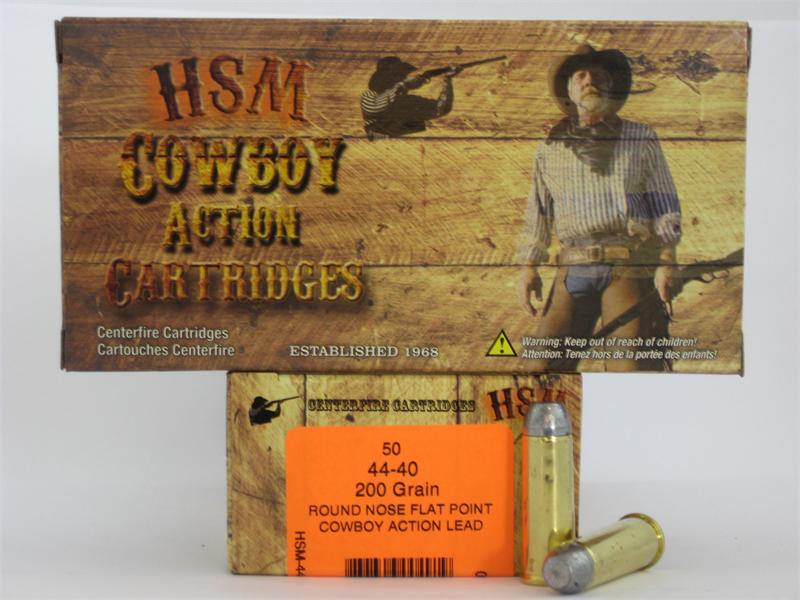 HSM
COWBOY
ACTION
CARTRIDGES
Centerfire Cartridges
Cartouches Centerfire
ESTABLISHED 1968
Warning: Keep out of reach of children!
Attention: Tenez hors de la portée des enfants!
CENTERFIRE CARTRIDGES
HSM
50
44-40
200 Grain
ROUND NOSE FLAT POINT
COWBOY ACTION LEAD
HSM-44